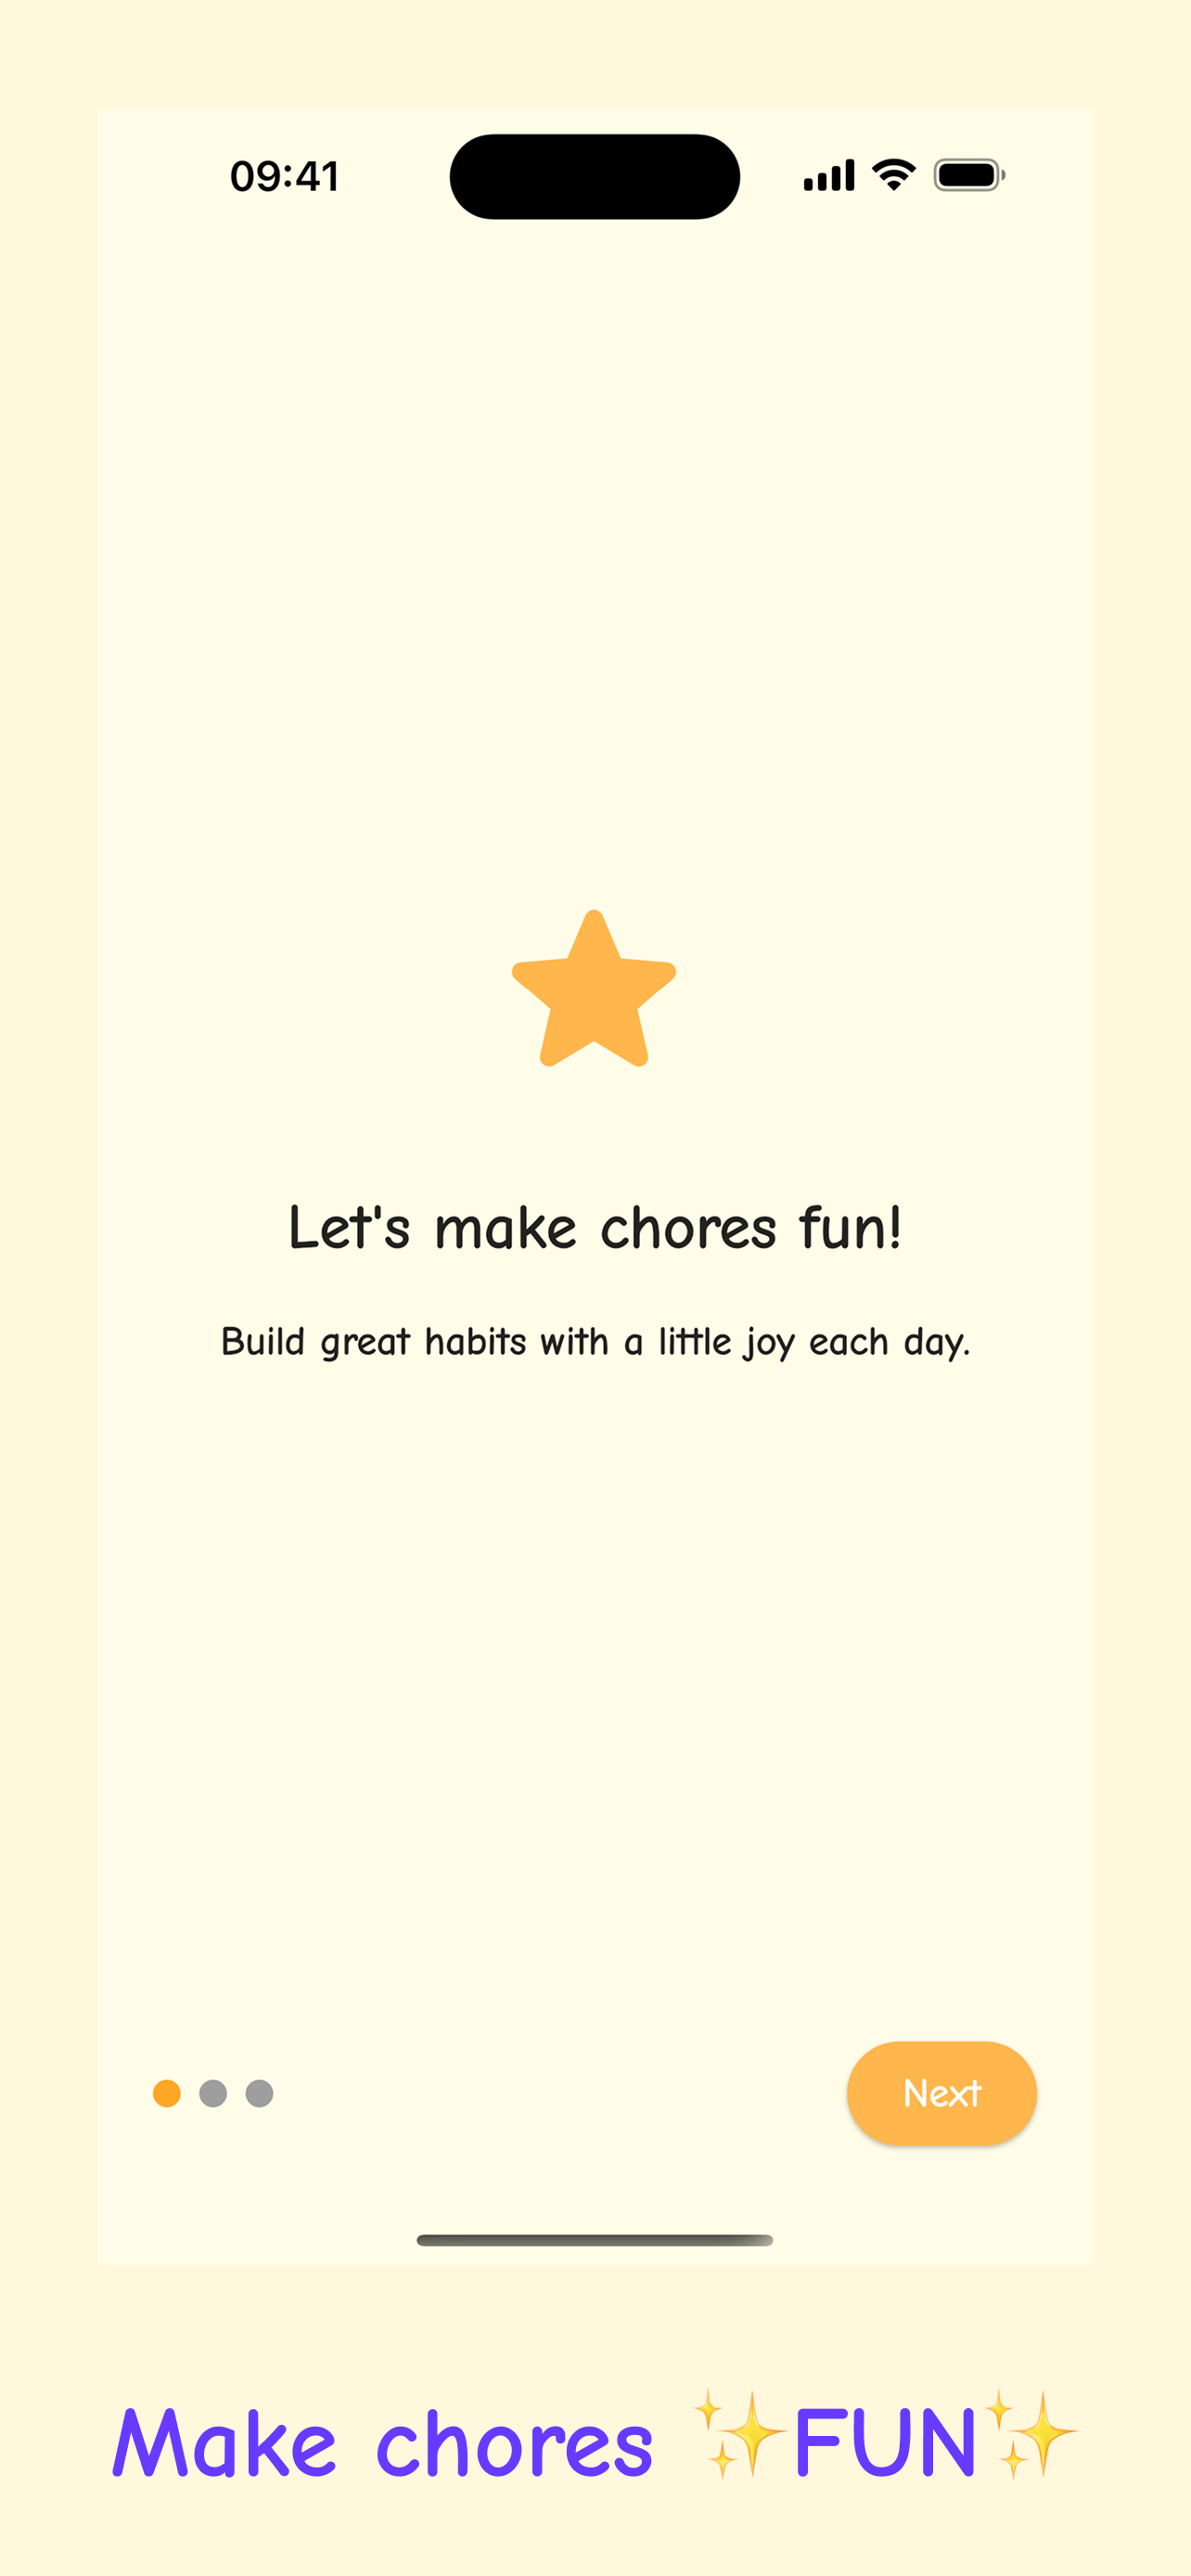 09:41
Let's make chores fun!
Build great habits with a little joy each day.
Next
Make chores ✨FUN✨